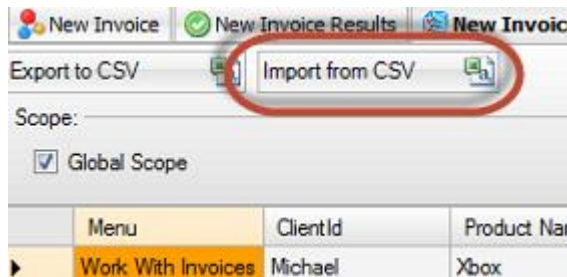 New Invoice New Invoice Results New Invoic
Export to CSV Import from CSV
Scope:
Global Scope
Menu ClientId Product Nar
Work With Invoices Michael Xbox